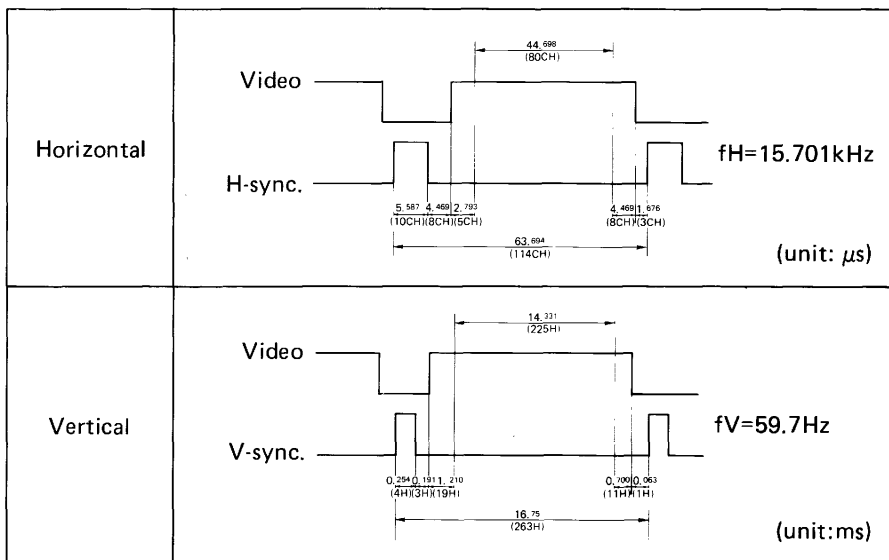 44.698
(80CH)
Video
Horizontal
fH=15.701kHz
H-sync.
5.587 4.469 2.793 4.469 1.676
(10CH)(8CH)(5CH) (8CH)(3CH)
63.694
(114CH)
(unit: μs)
14.331
(225H)
Video
Vertical
fV=59.7Hz
V-sync.
0.254 0.191 1.210 0.700 0.063
(4H)(3H)(19H) (11H)(1H)
16.75
(263H)
(unit:ms)